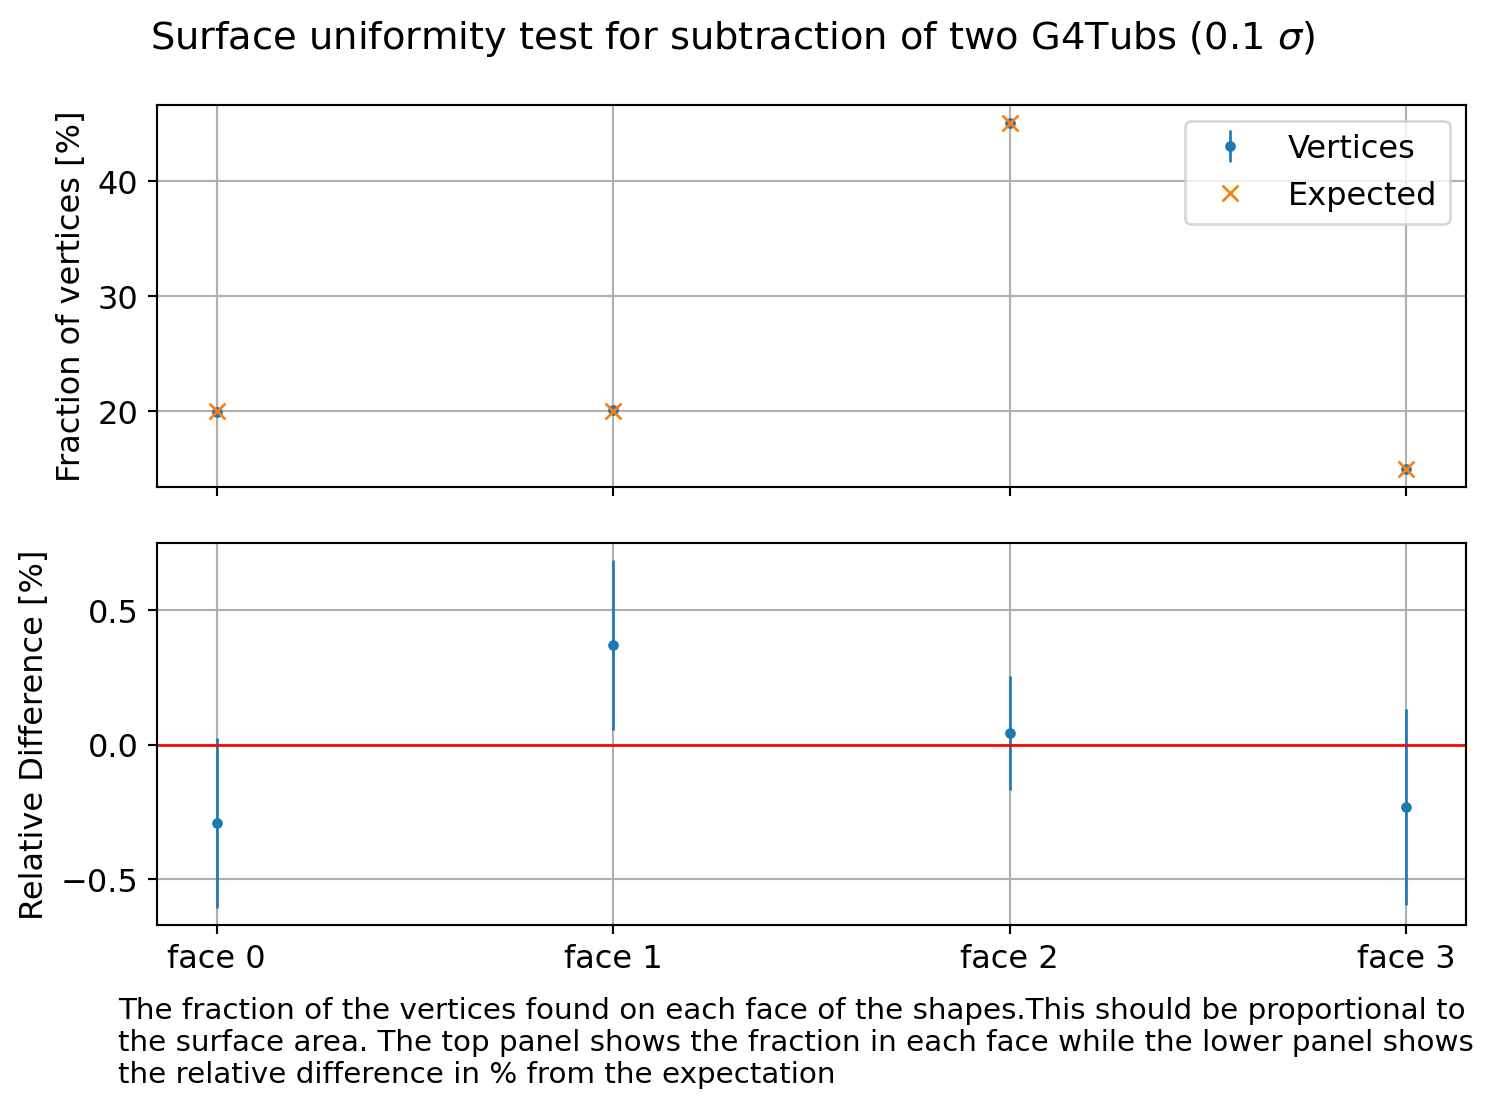 Surface uniformity test for subtraction of two G4Tubs (0.1 σ)
Fraction of vertices [%]
40
30
20
Vertices
Expected
Relative Difference [%]
0.5
0.0
−0.5
face 0
face 1
face 2
face 3
The fraction of the vertices found on each face of the shapes.This should be proportional to
the surface area. The top panel shows the fraction in each face while the lower panel shows
the relative difference in % from the expectation